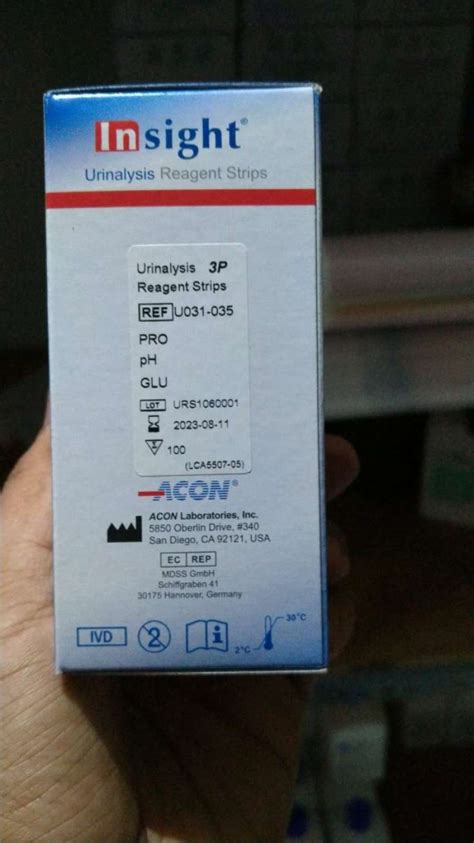 Insight®
Urinalysis Reagent Strips
Urinalysis 3P
Reagent Strips
REF U031-035
PRO
pH
GLU
LOT URS1060001
2023-08-11
100
(LCA5507-05)
ACON®
ACON Laboratories, Inc.
5850 Oberlin Drive, #340
San Diego, CA 92121, USA
EC REP
MDSS GmbH
Schiffgraben 41
30175 Hannover, Germany
IVD 2 i 2°C 30°C